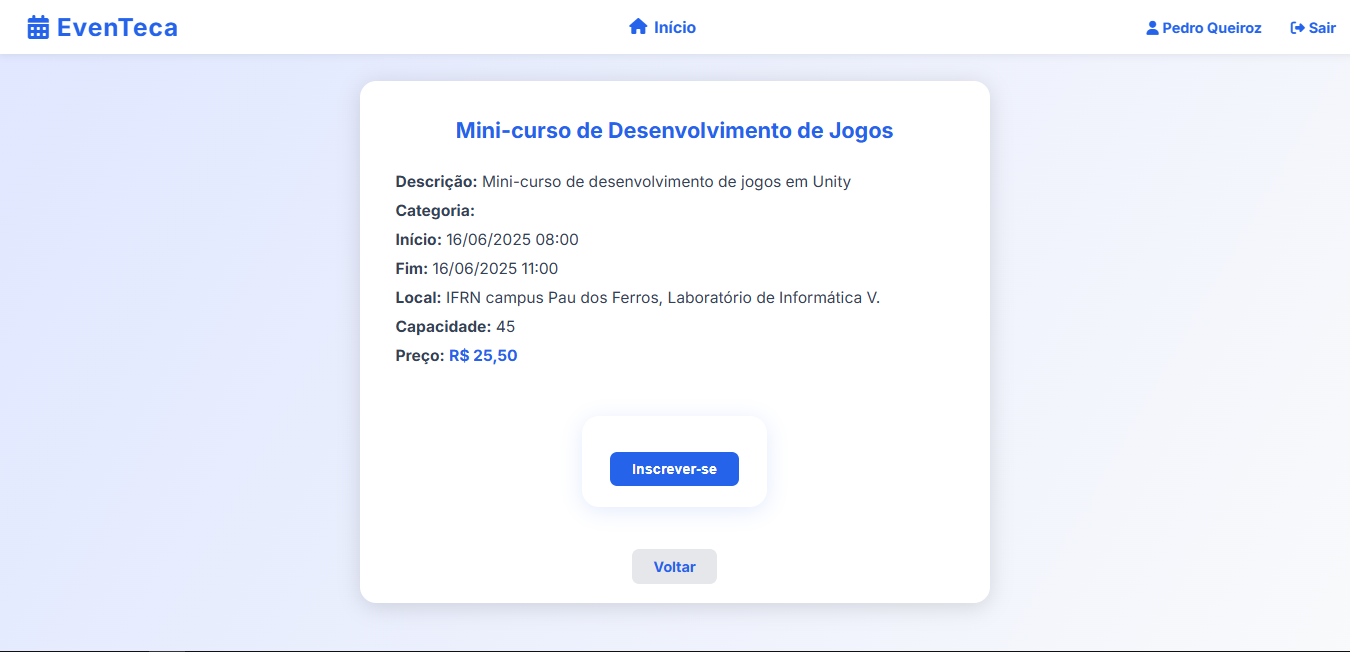 EvenTeca
Início
Pedro Queiroz
Sair
Mini-curso de Desenvolvimento de Jogos
Descrição: Mini-curso de desenvolvimento de jogos em Unity
Categoria:
Início: 16/06/2025 08:00
Fim: 16/06/2025 11:00
Local: IFRN campus Pau dos Ferros, Laboratório de Informática V.
Capacidade: 45
Preço: R$ 25,50
Inscrever-se
Voltar